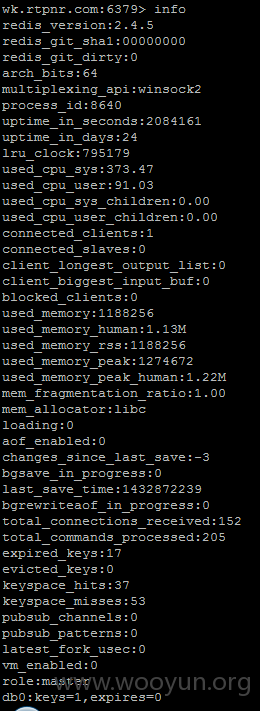 wk.rtpnr.com:6379> info
redis_version:2.4.5
redis_git_sha1:00000000
redis_git_dirty:0
arch_bits:64
multiplexing_api:winsock2
process_id:8640
uptime_in_seconds:2084161
uptime_in_days:24
lru_clock:795179
used_cpu_sys:373.47
used_cpu_user:91.03
used_cpu_sys_children:0.00
used_cpu_user_children:0.00
connected_clients:1
connected_slaves:0
client_longest_output_list:0
client_biggest_input_buf:0
blocked_clients:0
used_memory:1188256
used_memory_human:1.13M
used_memory_rss:1188256
used_memory_peak:1274672
used_memory_peak_human:1.22M
mem_fragmentation_ratio:1.00
mem_allocator:libc
loading:0
aof_enabled:0
changes_since_last_save:-3
bgsave_in_progress:0
last_save_time:1432872239
bgrewriteaof_in_progress:0
total_connections_received:152
total_commands_processed:205
expired_keys:17
evicted_keys:0
keyspace_hits:37
keyspace_misses:53
pubsub_channels:0
pubsub_patterns:0
latest_fork_usec:0
vm_enabled:0
role:master
www.wooyun.org
db0:keys=1,expires=0